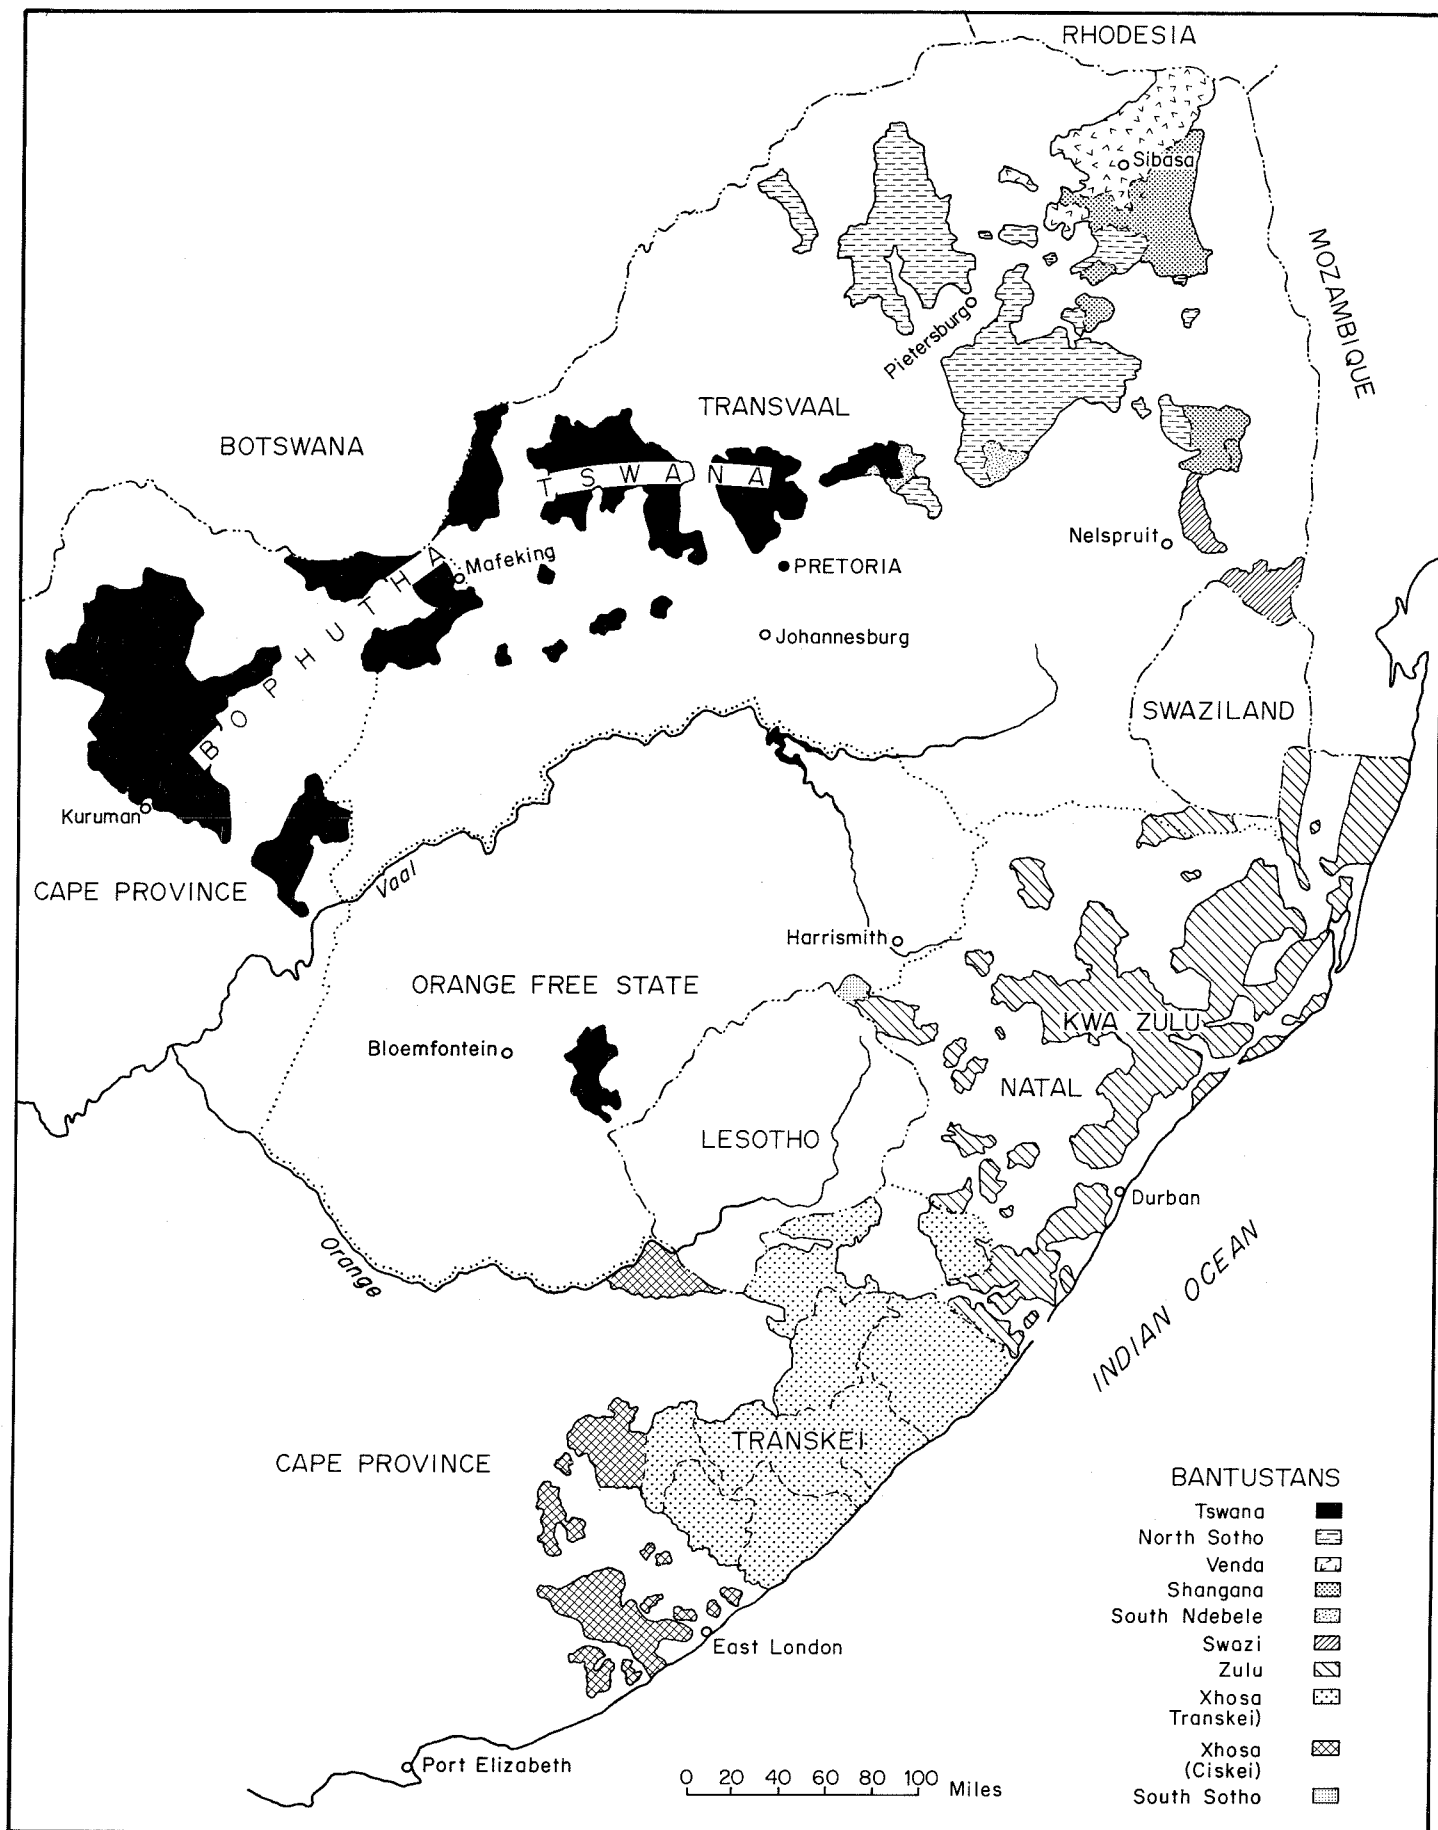 RHODESIA
Sibasa
MOZAMBIQUE
Pietersburg
TRANSVAAL
BOTSWANA
TSWANA
Nelspruit
Mafeking
PRETORIA
BOPHUTHA
Johannesburg
SWAZILAND
Kuruman
Vaal
CAPE PROVINCE
Harrismith
ORANGE FREE STATE
KWA ZULU
Bloemfontein
NATAL
LESOTHO
Durban
Orange
INDIAN OCEAN
TRANSKEI
CAPE PROVINCE
East London
Port Elizabeth
0 20 40 60 80 100 Miles
BANTUSTANS
Tswana
North Sotho
Venda
Shangana
South Ndebele
Swazi
Zulu
Xhosa
Transkei)
Xhosa
(Ciskei)
South Sotho